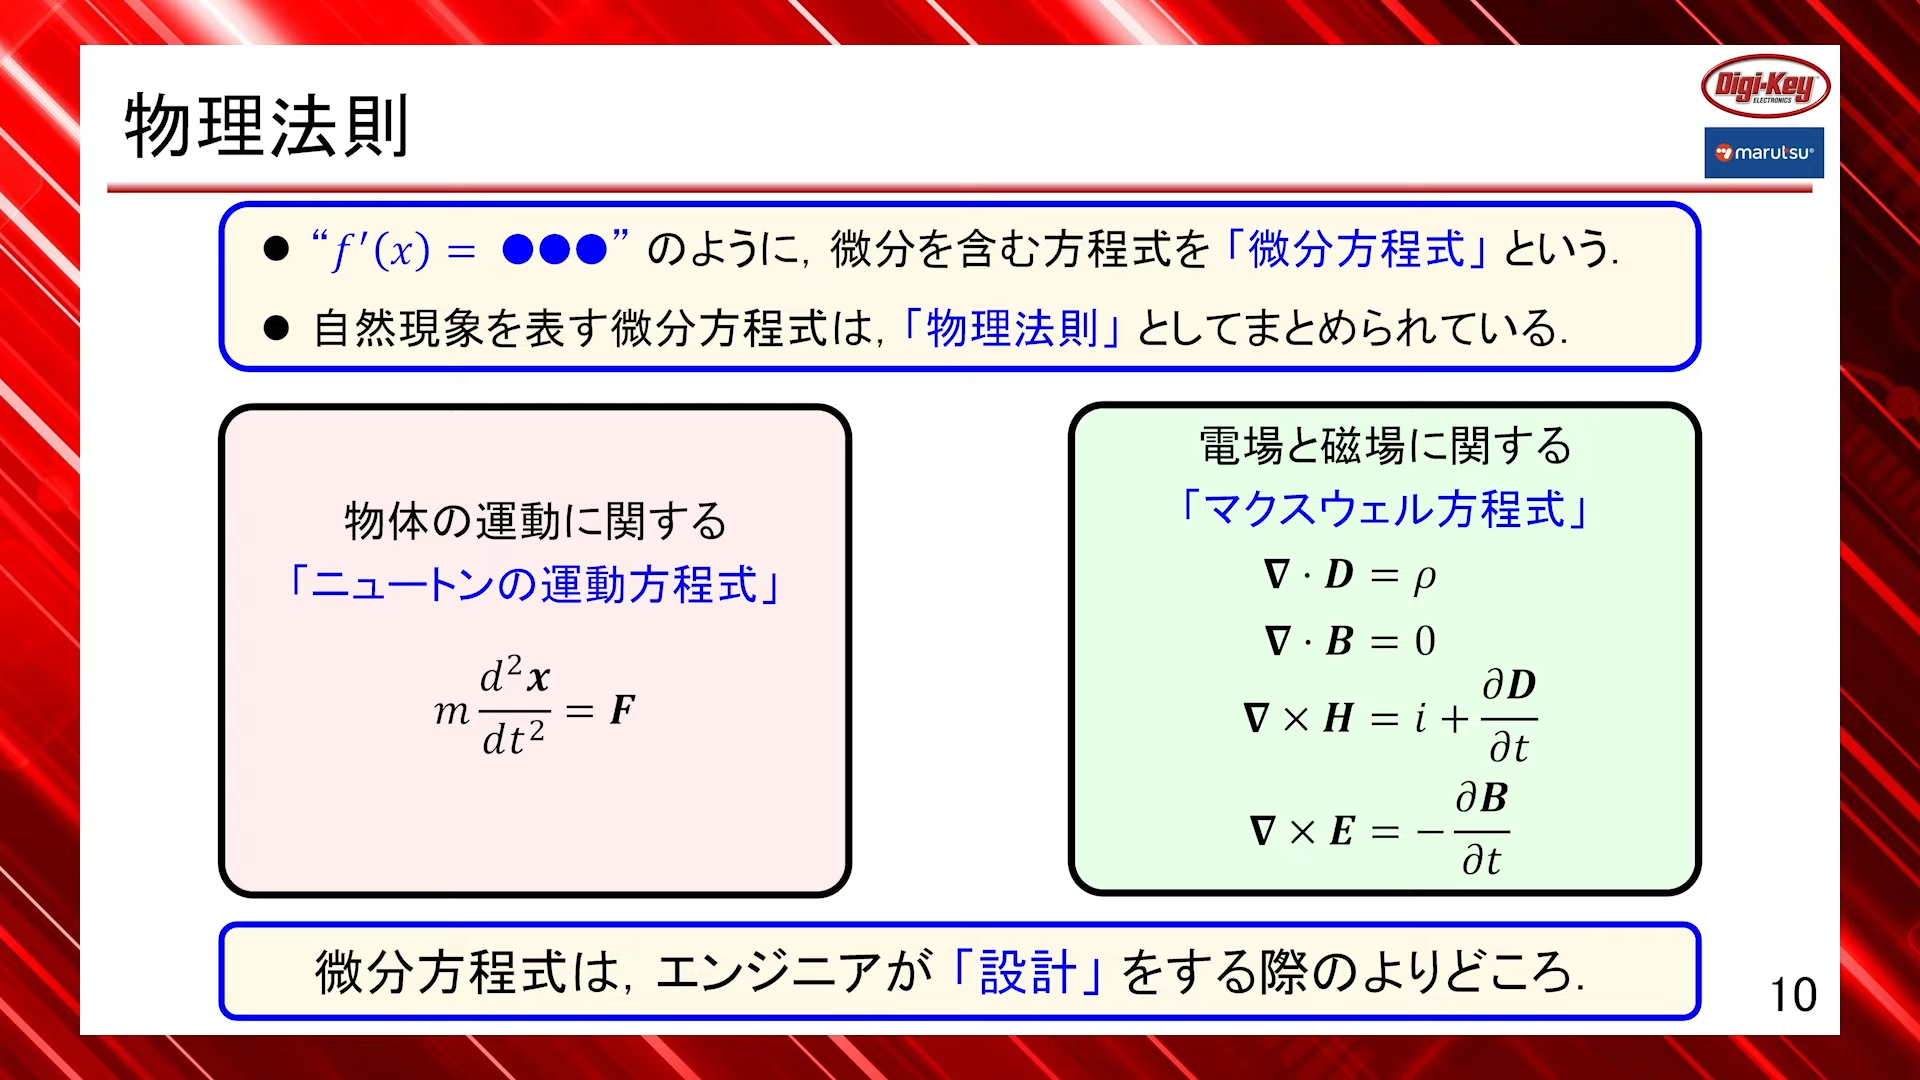 物理法則
Digi-Key
ELECTRONICS
marutsu
● “f′(x) = ●●●” のように, 微分を含む方程式を「微分方程式」という.
● 自然現象を表す微分方程式は,「物理法則」としてまとめられている.
物体の運動に関する
「ニュートンの運動方程式」
m d²x/dt² = F
電場と磁場に関する
「マクスウェル方程式」
∇ · D = ρ
∇ · B = 0
∇ × H = i + ∂D/∂t
∇ × E = − ∂B/∂t
微分方程式は, エンジニアが「設計」をする際のよりどころ.
10